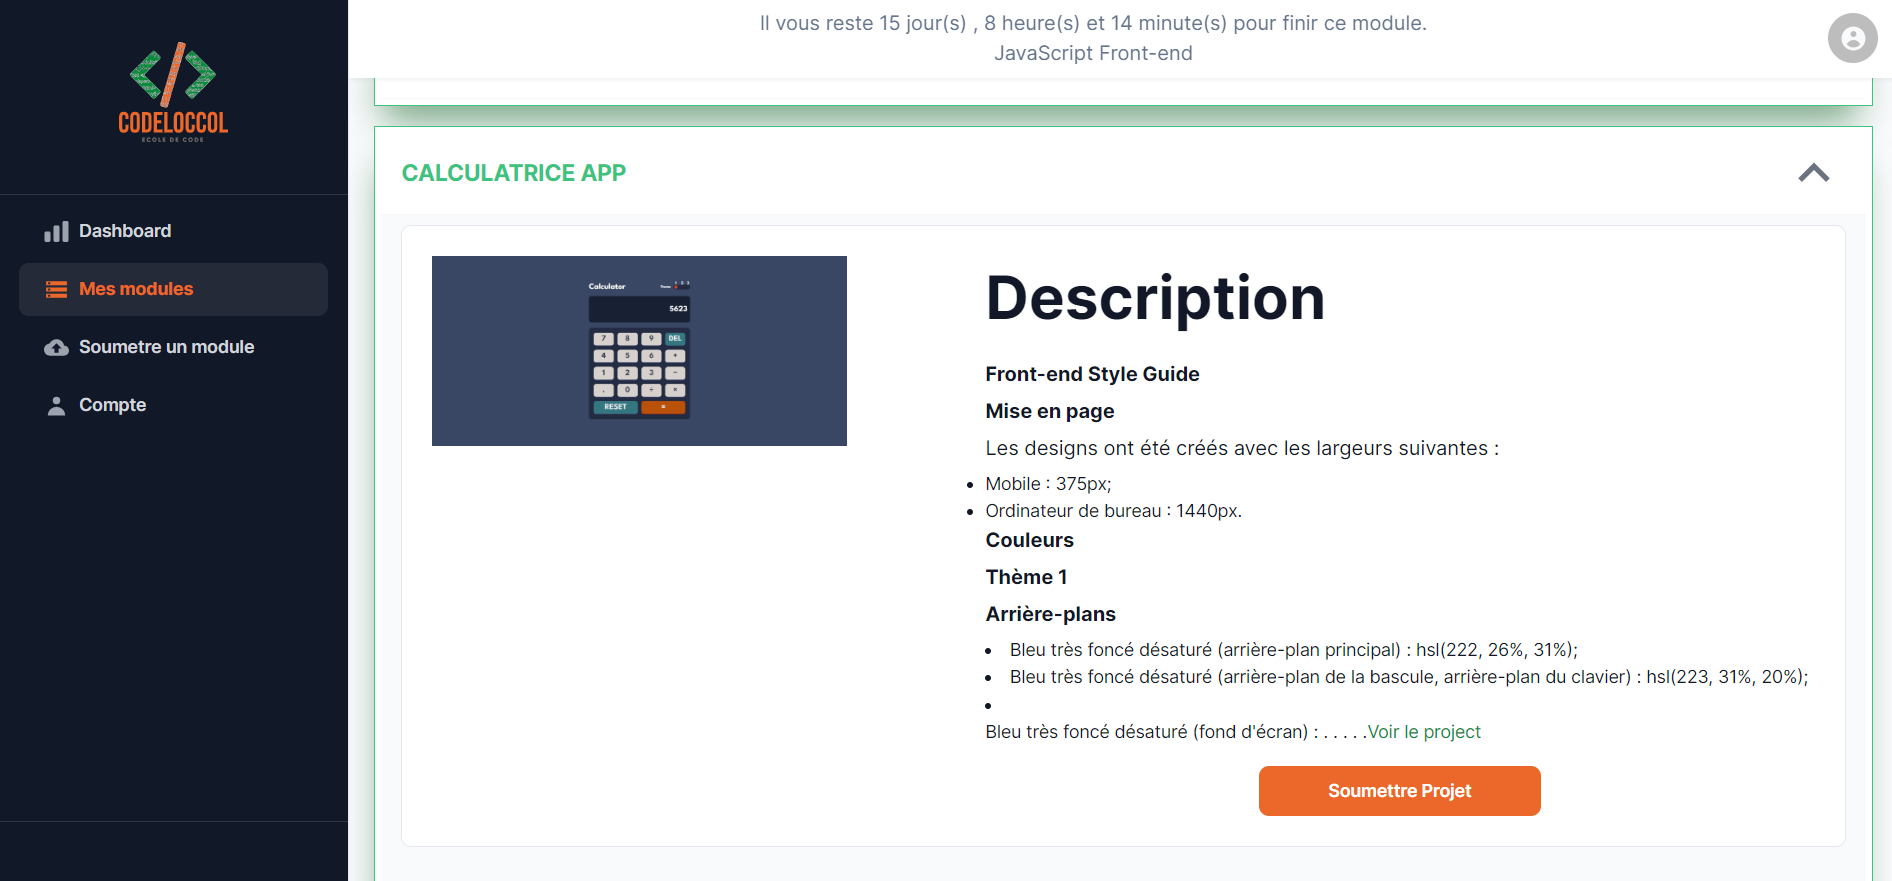 Il vous reste 15 jour(s) , 8 heure(s) et 14 minute(s) pour finir ce module.
JavaScript Front-end
CODELOCCOL
ECOLE DE CODE
Dashboard
Mes modules
Soumetre un module
Compte
CALCULATRICE APP
Calculator
Theme
1 2 3
5623
7 8 9 DEL
4 5 6 +
1 2 3 -
. 0 ÷ ×
RESET =
Description
Front-end Style Guide
Mise en page
Les designs ont été créés avec les largeurs suivantes :
• Mobile : 375px;
• Ordinateur de bureau : 1440px.
Couleurs
Thème 1
Arrière-plans
• Bleu très foncé désaturé (arrière-plan principal) : hsl(222, 26%, 31%);
• Bleu très foncé désaturé (arrière-plan de la bascule, arrière-plan du clavier) : hsl(223, 31%, 20%);
•
Bleu très foncé désaturé (fond d'écran) : . . . . .Voir le project
Soumettre Projet